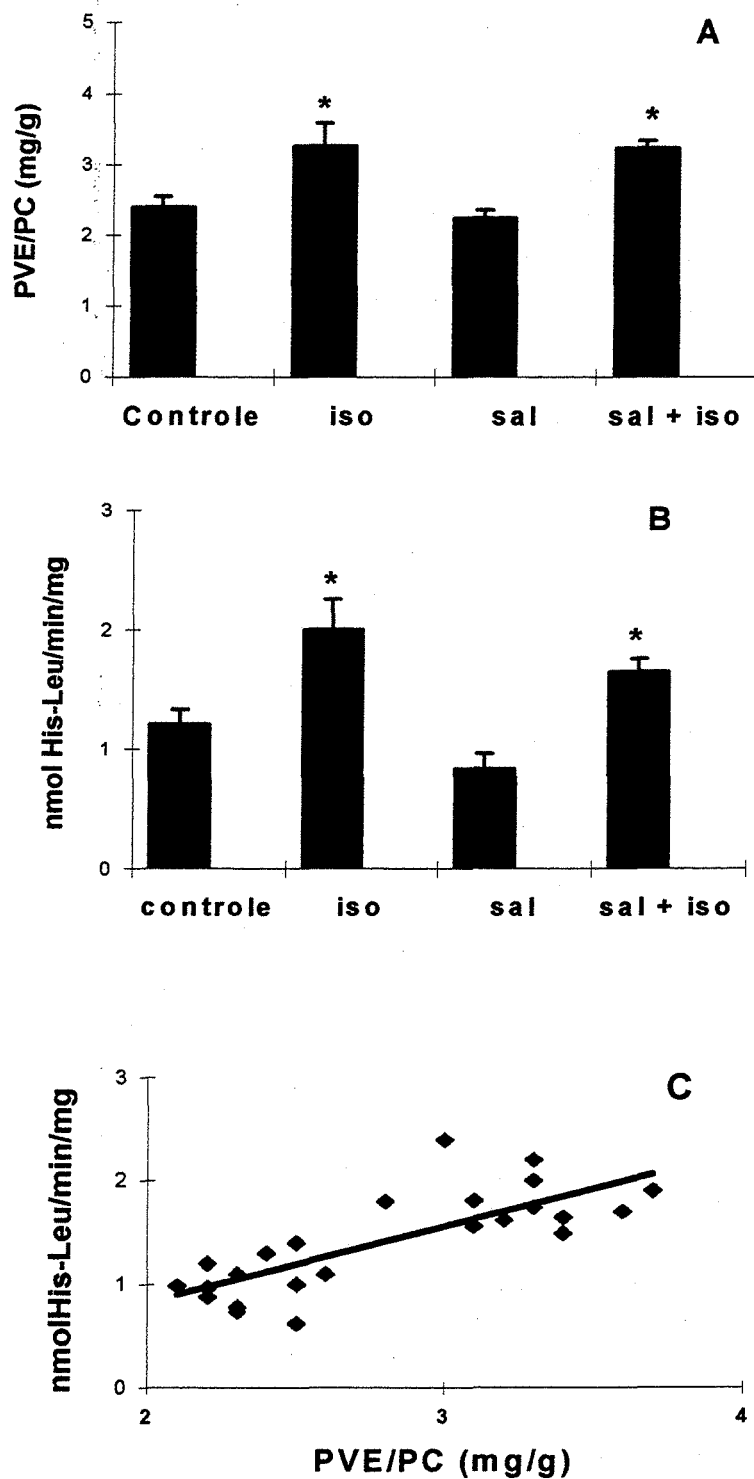 A
PVE/PC (mg/g)
5
4
3
2
1
0
* *
Controle iso sal sal + iso
B
nmol His-Leu/min/mg
3
2
1
0
* *
controle iso sal sal + iso
C
nmolHis-Leu/min/mg
3
2
1
0
2 3 4
PVE/PC (mg/g)